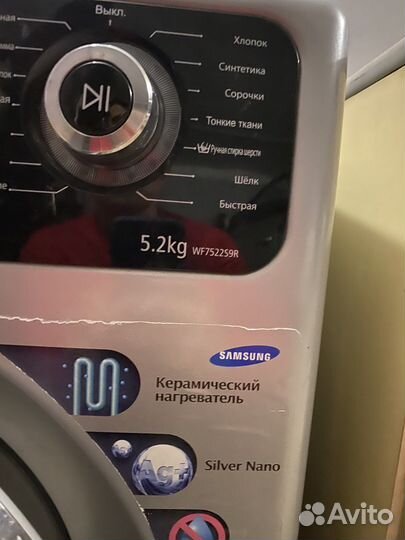 Выкл.
Хлопок
Синтетика
Сорочки
Тонкие ткани
Ручная стирка шерсти
Шёлк
Быстрая
5.2kg WF7522S9R
SAMSUNG
Керамический
нагреватель
Ag+
Silver Nano
Avito